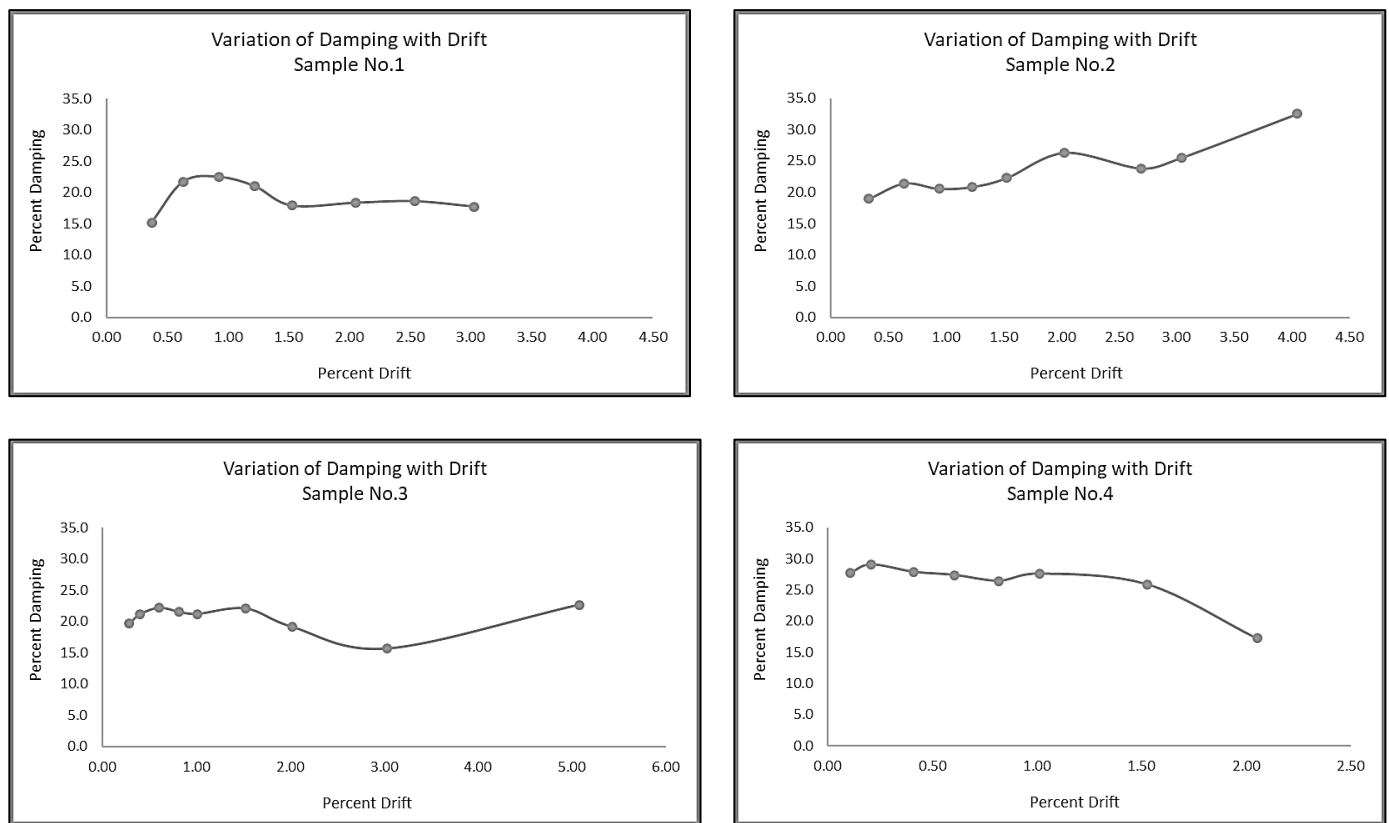 Variation of Damping with Drift
Sample No.1
Percent Damping
35.0
30.0
25.0
20.0
15.0
10.0
5.0
0.0
0.00 0.50 1.00 1.50 2.00 2.50 3.00 3.50 4.00 4.50
Percent Drift
Variation of Damping with Drift
Sample No.2
Percent Damping
35.0
30.0
25.0
20.0
15.0
10.0
5.0
0.0
0.00 0.50 1.00 1.50 2.00 2.50 3.00 3.50 4.00 4.50
Percent Drift
Variation of Damping with Drift
Sample No.3
Percent Damping
35.0
30.0
25.0
20.0
15.0
10.0
5.0
0.0
0.00 1.00 2.00 3.00 4.00 5.00 6.00
Percent Drift
Variation of Damping with Drift
Sample No.4
Percent Damping
35.0
30.0
25.0
20.0
15.0
10.0
5.0
0.0
0.00 0.50 1.00 1.50 2.00 2.50
Percent Drift